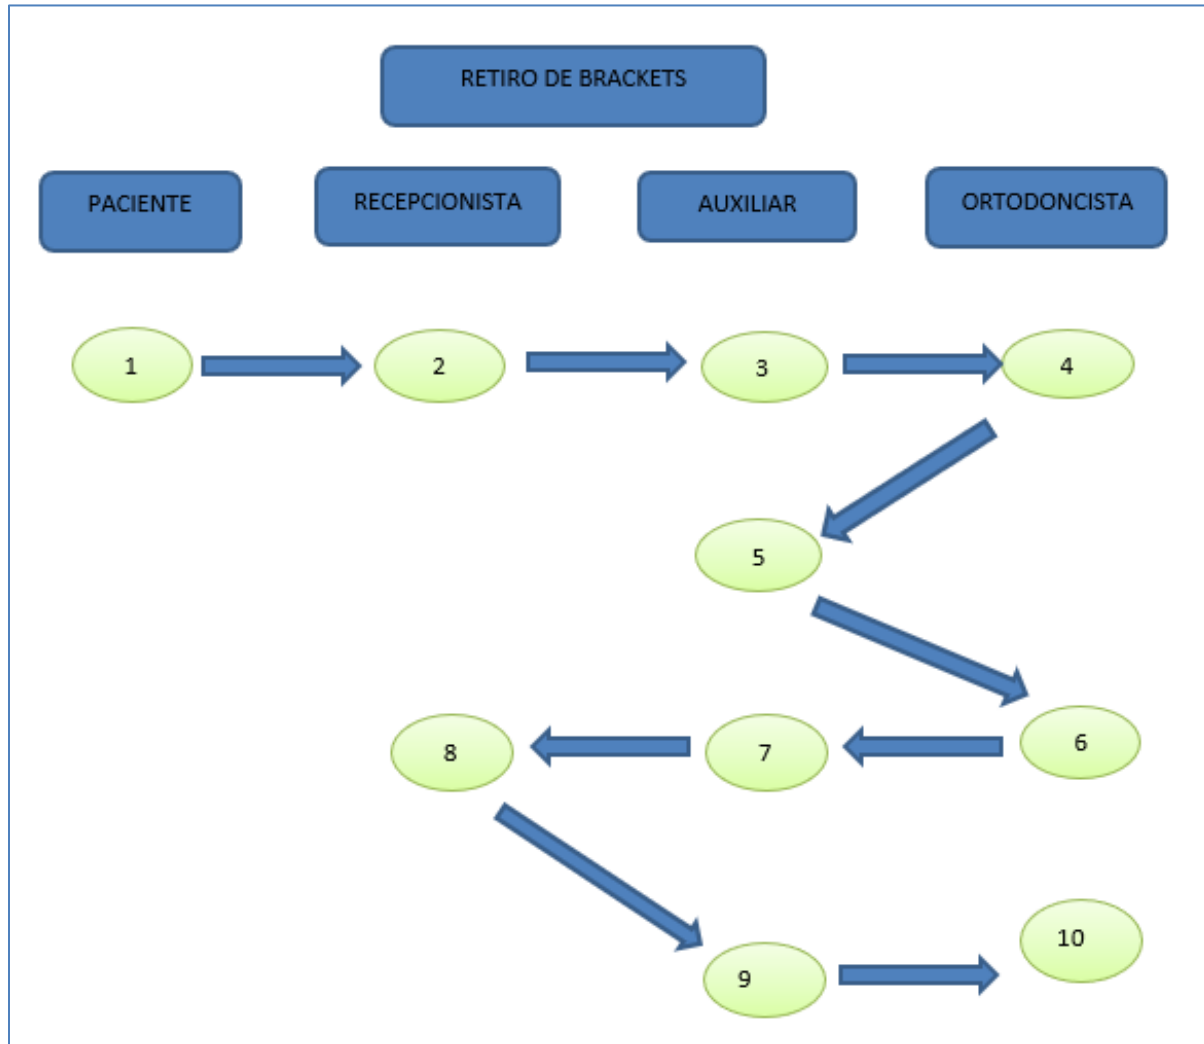 RETIRO DE BRACKETS
PACIENTE
RECEPCIONISTA
AUXILIAR
ORTODONCISTA
1
2
3
4
5
8
7
6
9
10